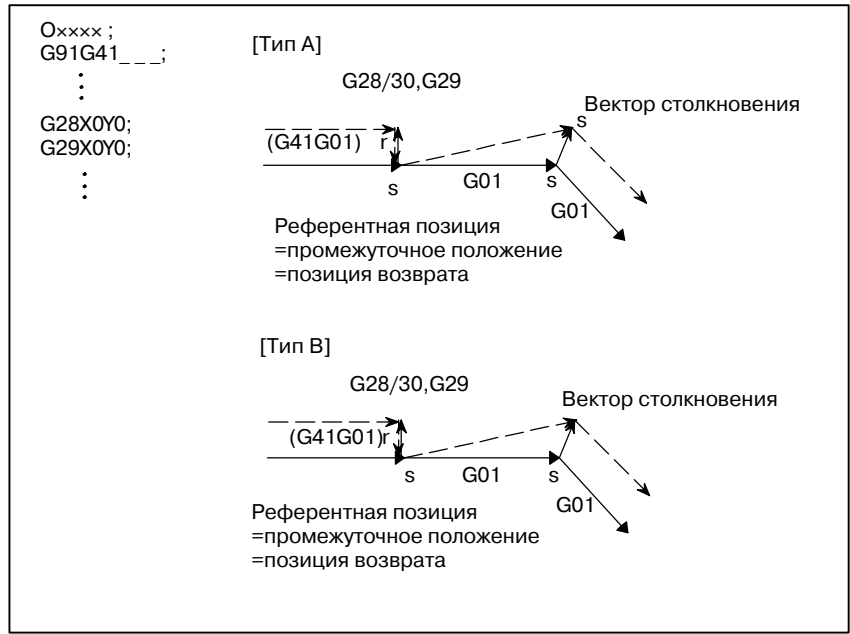 O×××× ;
G91G41_ _ _;
G28X0Y0;
G29X0Y0;
[Тип A]
G28/30,G29
Вектор столкновения
s
(G41G01)
r
s
G01
s
G01
Референтная позиция
=промежуточное положение
=позиция возврата
[Тип B]
G28/30,G29
Вектор столкновения
(G41G01)r
s
G01
s
G01
Референтная позиция
=промежуточное положение
=позиция возврата